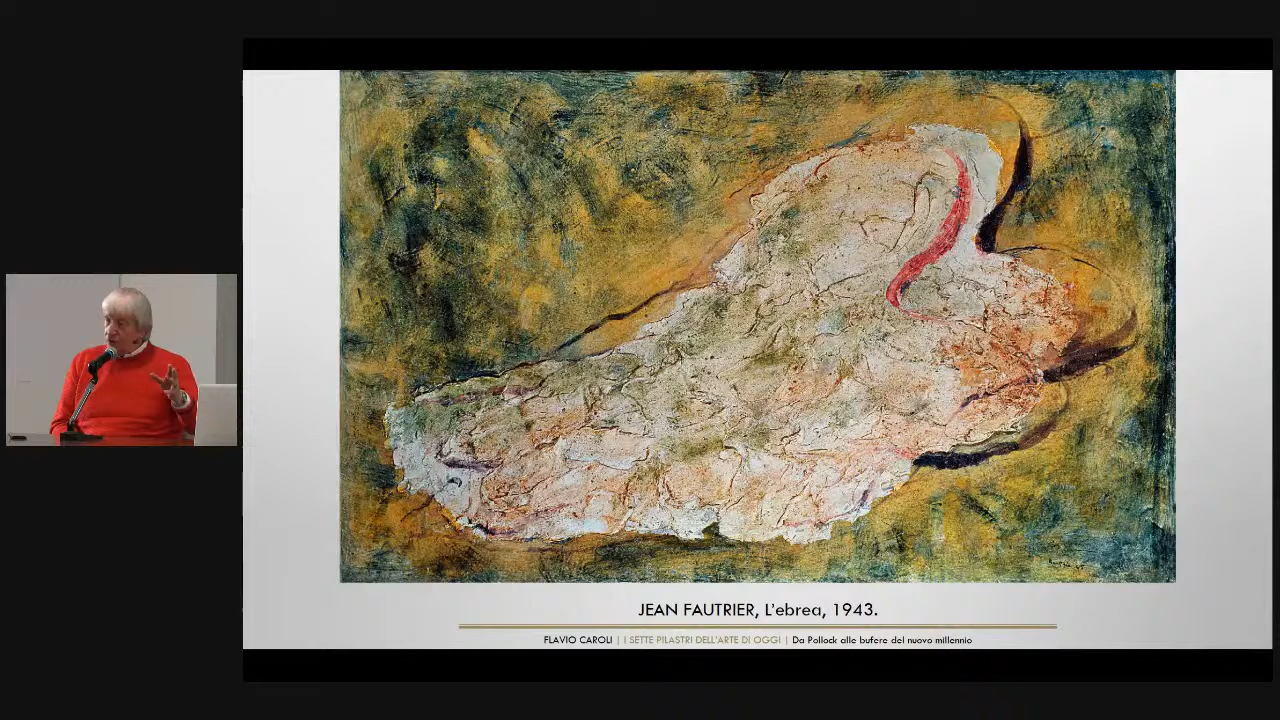 JEAN FAUTRIER, L'ebrea, 1943.
FLAVIO CAROLI | I SETTE PILASTRI DELL'ARTE DI OGGI | Da Pollock alle bufere del nuovo millennio